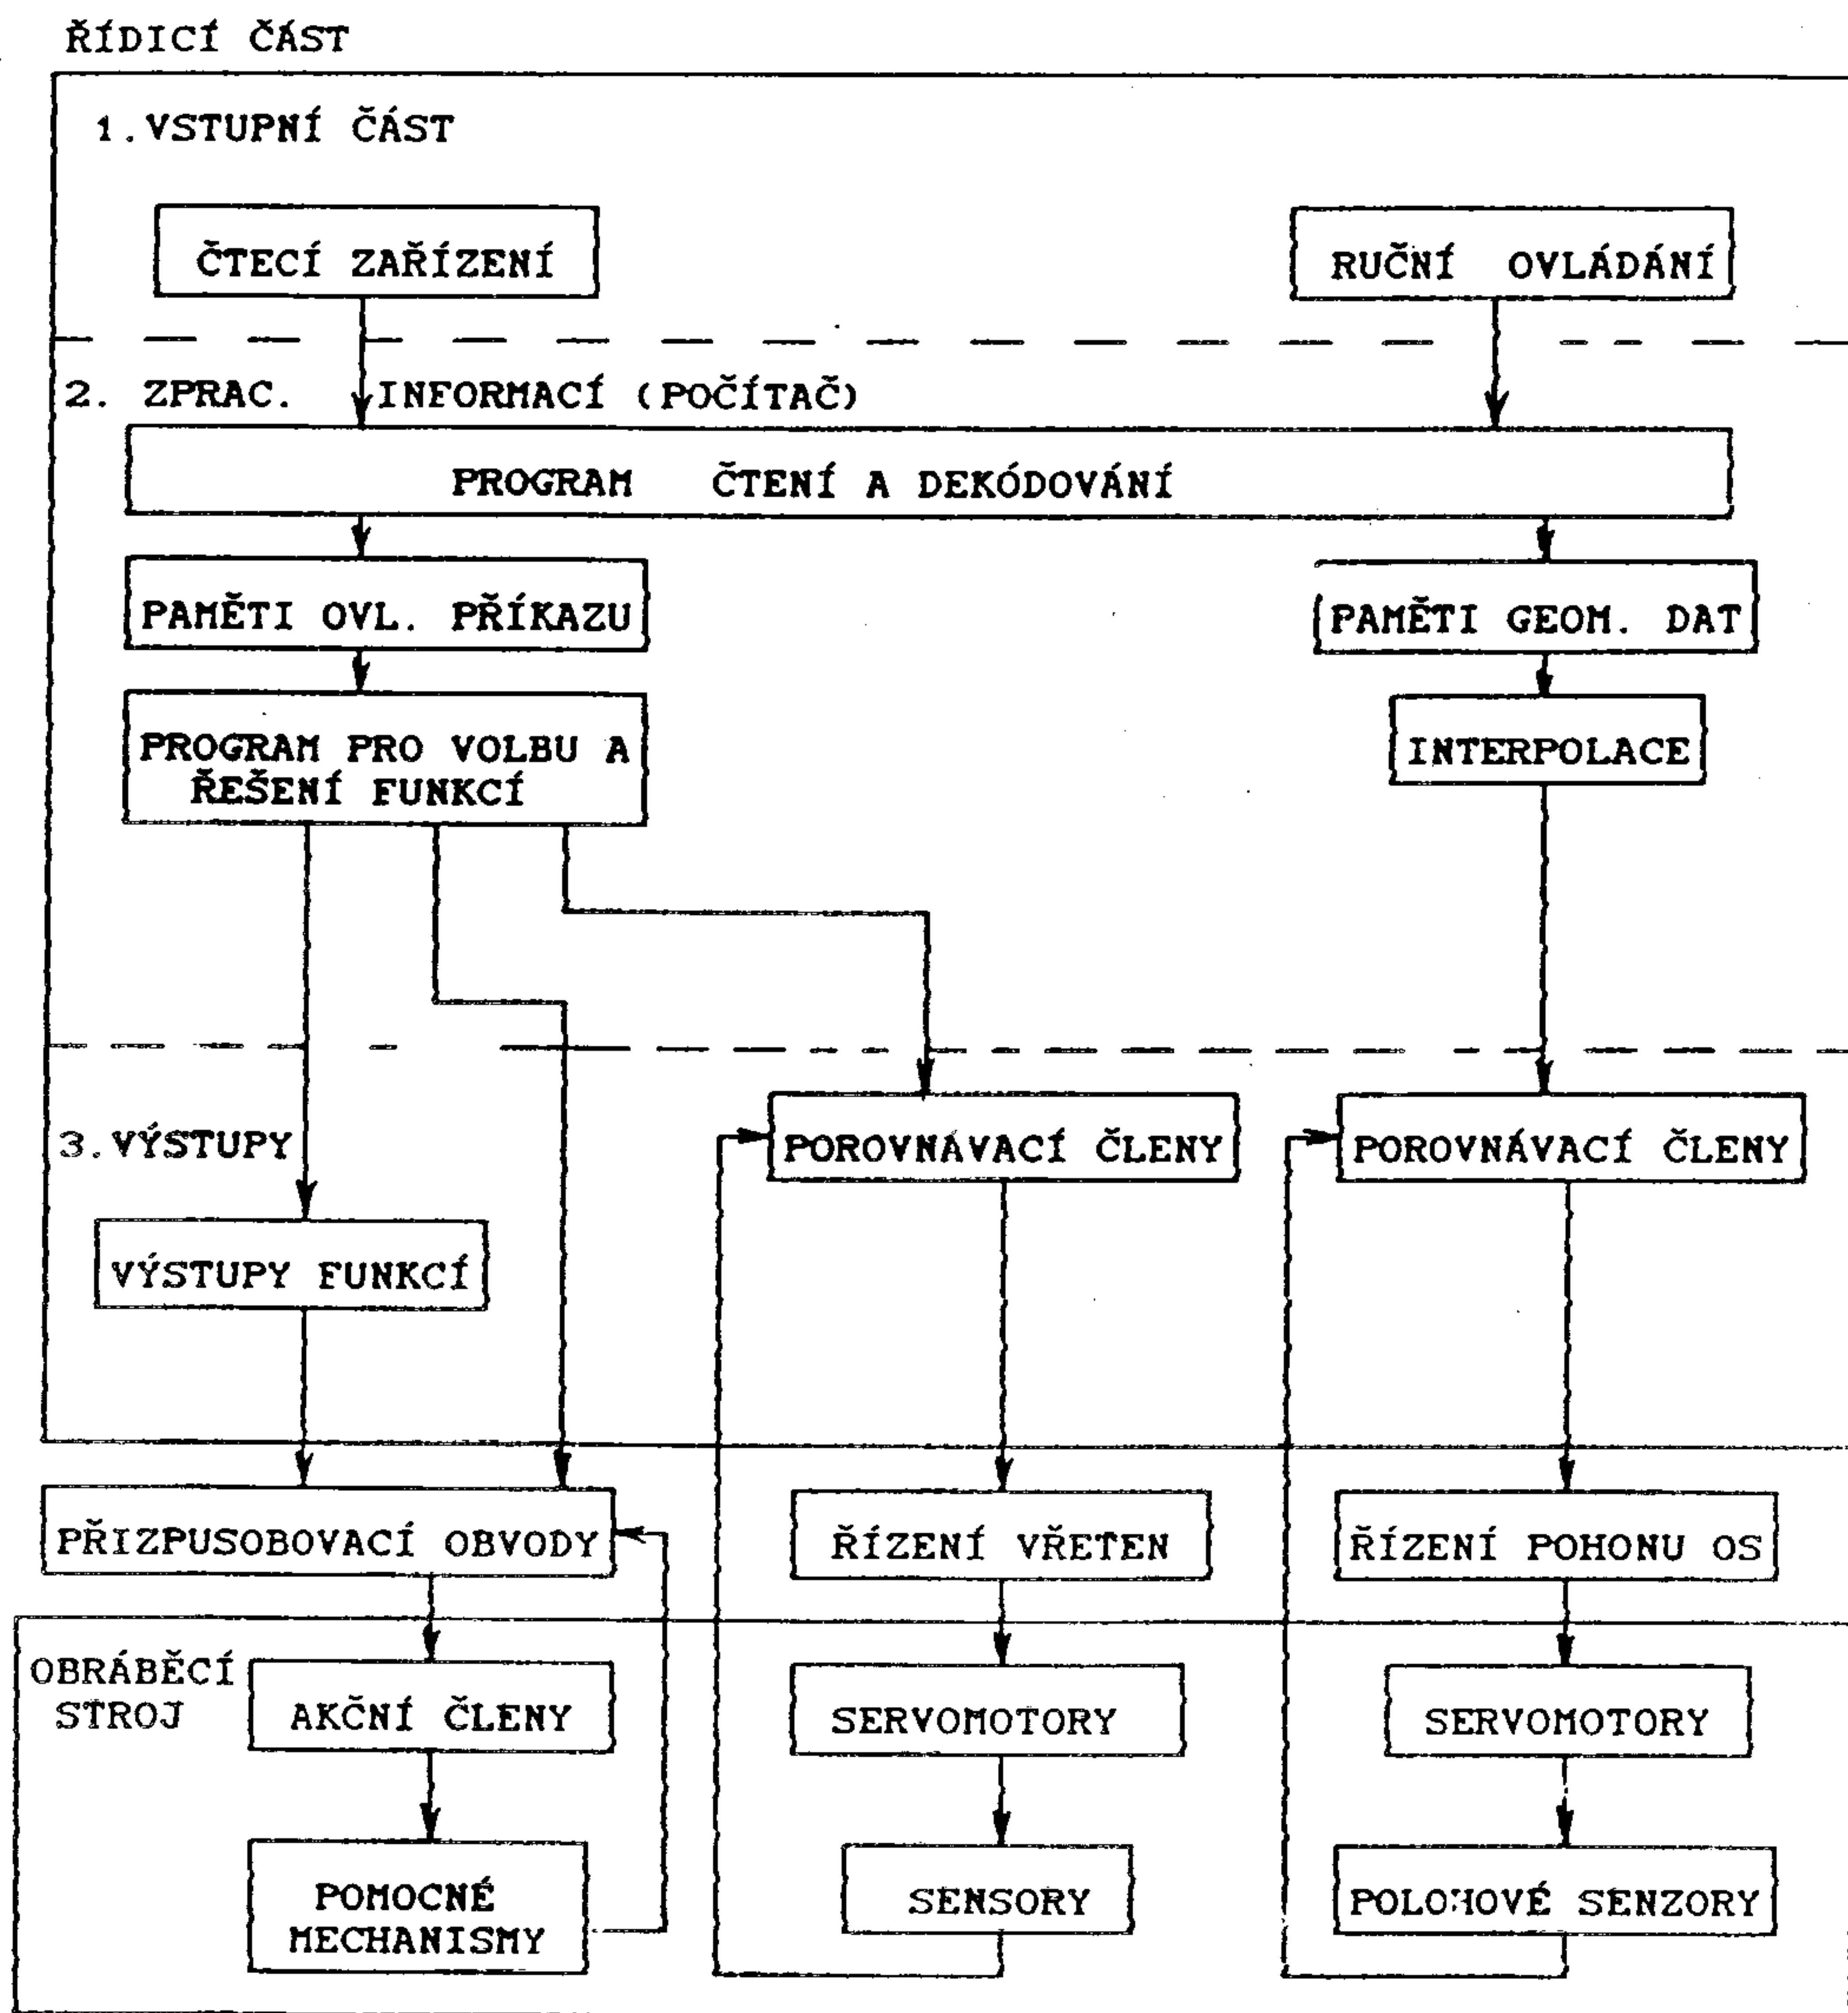 ŘÍDICÍ ČÁST
1.VSTUPNÍ ČÁST
ČTECÍ ZAŘÍZENÍ
RUČNÍ OVLÁDÁNÍ
2. ZPRAC. INFORMACÍ (POČÍTAČ)
PROGRAM ČTENÍ A DEKÓDOVÁNÍ
PAMĚTI OVL. PŘÍKAZU
PAMĚTI GEOM. DAT
PROGRAM PRO VOLBU A
ŘEŠENÍ FUNKCÍ
INTERPOLACE
3.VÝSTUPY
POROVNÁVACÍ ČLENY
POROVNÁVACÍ ČLENY
VÝSTUPY FUNKCÍ
PŘIZPUSOBOVACÍ OBVODY
ŘÍZENÍ VŘETEN
ŘÍZENÍ POHONU OS
OBRÁBĚCÍ
STROJ
AKČNÍ ČLENY
SERVOMOTORY
SERVOMOTORY
POMOCNÉ
MECHANISMY
SENSORY
POLOHOVÉ SENZORY